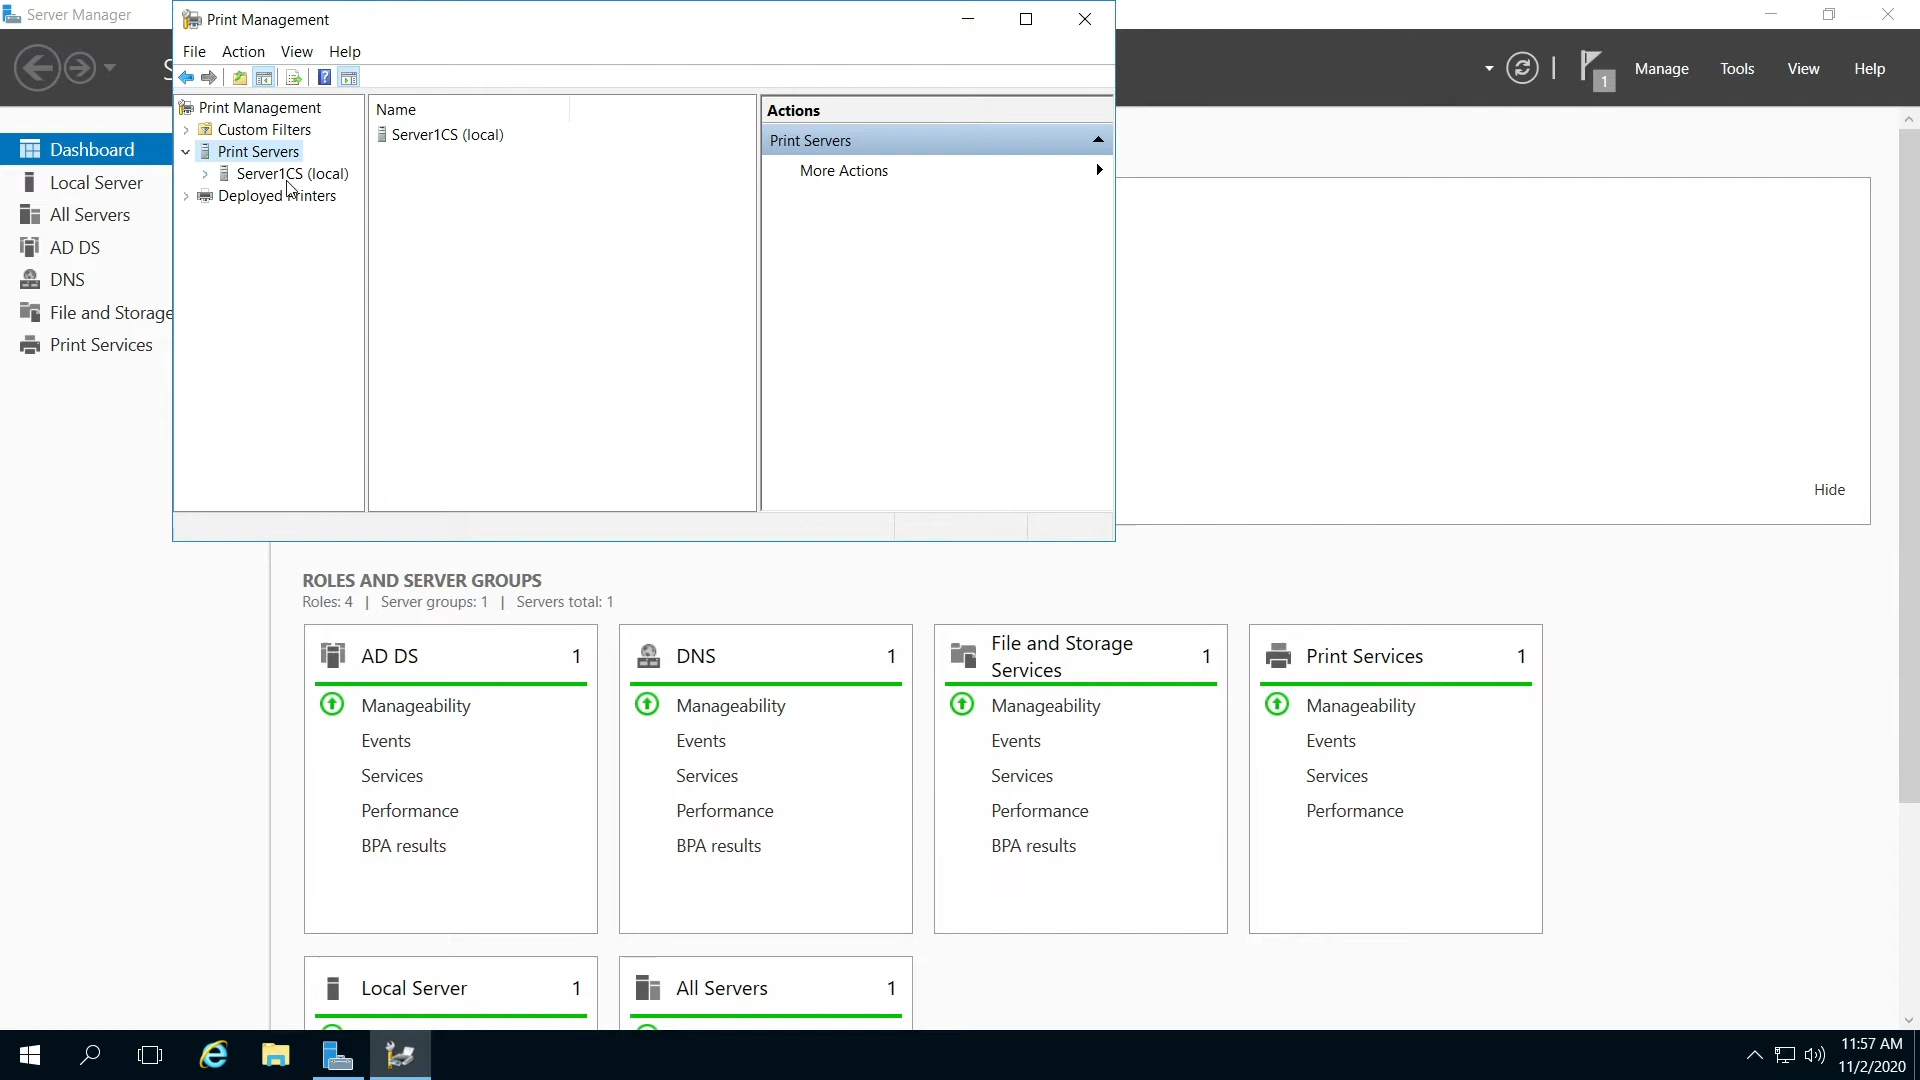 Server Manager
Print Management
File Action View Help
Manage Tools View Help
1
Print Management
Custom Filters
Print Servers
Server1CS (local)
Deployed Printers
Name
Server1CS (local)
Actions
Print Servers
More Actions
Dashboard
Local Server
All Servers
AD DS
DNS
File and Storage
Print Services
Hide
ROLES AND SERVER GROUPS
Roles: 4 | Server groups: 1 | Servers total: 1
AD DS 1
Manageability
Events
Services
Performance
BPA results
DNS 1
Manageability
Events
Services
Performance
BPA results
File and Storage
Services 1
Manageability
Events
Services
Performance
BPA results
Print Services 1
Manageability
Events
Services
Performance
Local Server 1
All Servers 1
11:57 AM
11/2/2020